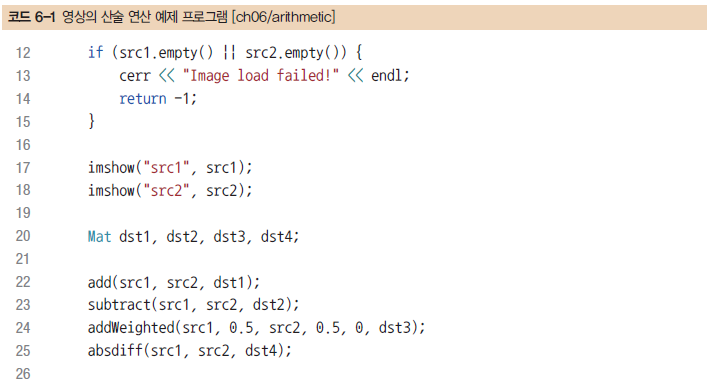 코드 6-1 영상의 산술 연산 예제 프로그램 [ch06/arithmetic]
12 if (src1.empty() || src2.empty()) {
13 cerr << "Image load failed!" << endl;
14 return -1;
15 }
16
17 imshow("src1", src1);
18 imshow("src2", src2);
19
20 Mat dst1, dst2, dst3, dst4;
21
22 add(src1, src2, dst1);
23 subtract(src1, src2, dst2);
24 addWeighted(src1, 0.5, src2, 0.5, 0, dst3);
25 absdiff(src1, src2, dst4);
26